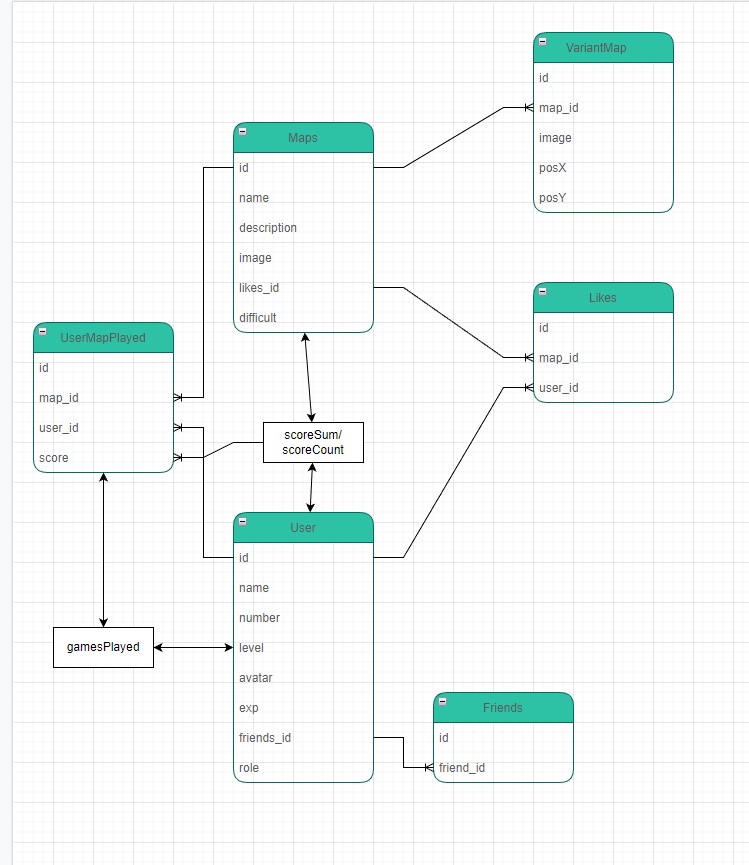 VariantMap
id
map_id
image
posX
posY
Maps
id
name
description
image
likes_id
difficult
Likes
id
map_id
user_id
UserMapPlayed
id
map_id
user_id
score
scoreSum/
scoreCount
User
id
name
number
level
avatar
exp
friends_id
role
gamesPlayed
Friends
id
friend_id